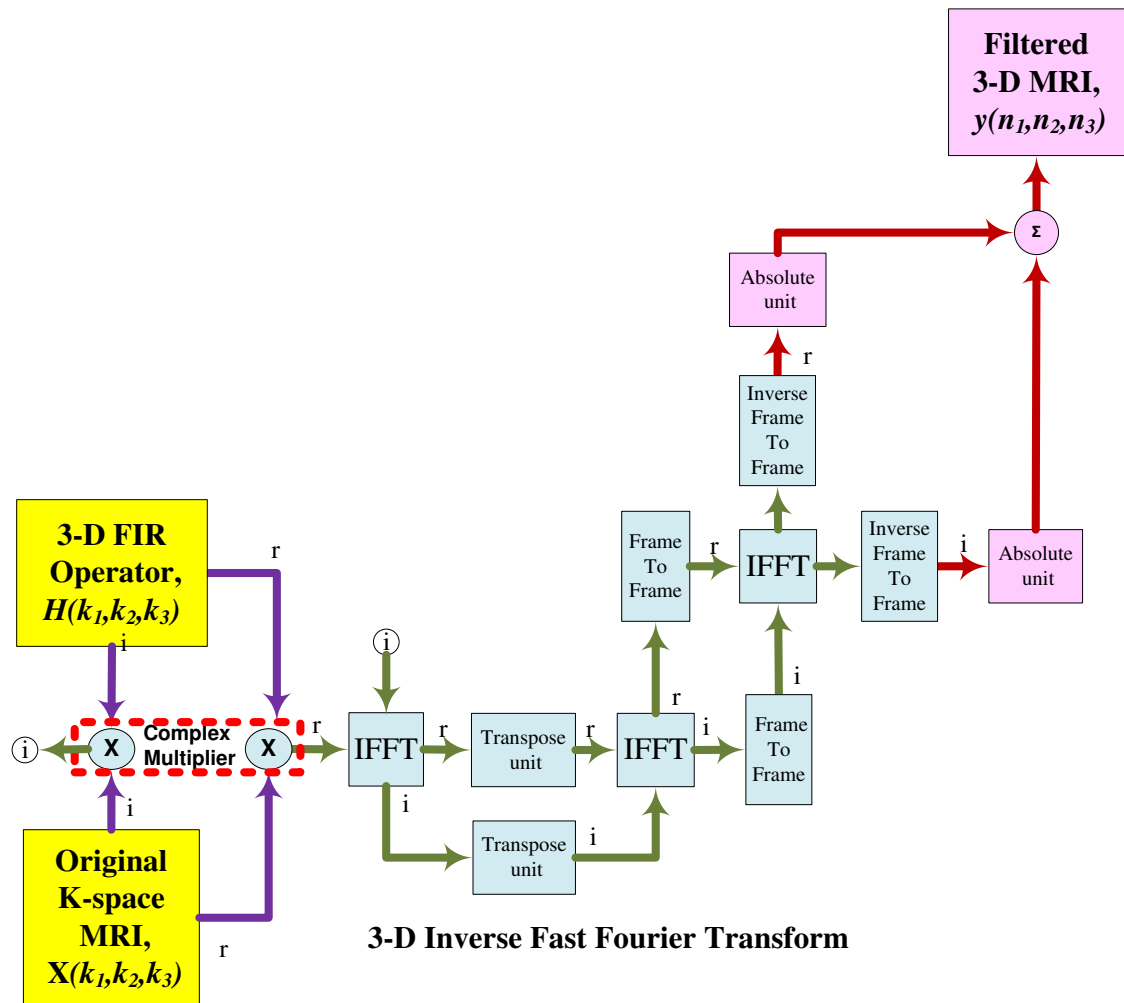 Filtered
3-D MRI,
y(n1,n2,n3)
Σ
Absolute
unit
r
Inverse
Frame
To
Frame
3-D FIR
Operator,
H(k1,k2,k3)
r
i
Frame
To
Frame
r
IFFT
Inverse
Frame
To
Frame
i
Absolute
unit
i
i
X
Complex
Multiplier
X
r
IFFT
r
Transpose
unit
r
IFFT
r
i
Frame
To
Frame
i
i
i
Transpose
unit
i
Original
K-space
MRI,
X(k1,k2,k3)
r
3-D Inverse Fast Fourier Transform